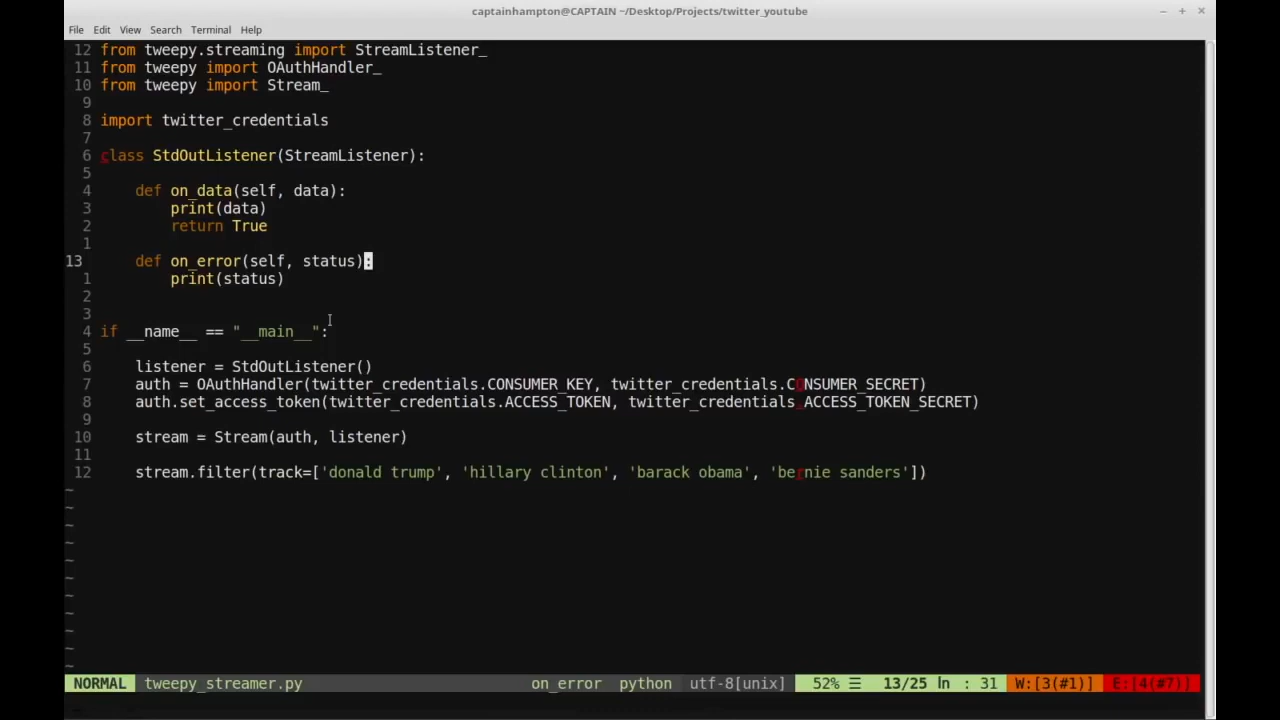 captainhampton@CAPTAIN ~/Desktop/Projects/twitter_youtube
File Edit View Search Terminal Help
12 from tweepy.streaming import StreamListener_
11 from tweepy import OAuthHandler_
10 from tweepy import Stream_
9
8 import twitter_credentials
7
6 class StdOutListener(StreamListener):
5
4     def on_data(self, data):
3         print(data)
2         return True
1
13     def on_error(self, status):
1         print(status)
2
3
4 if __name__ == "__main__":
5
6     listener = StdOutListener()
7     auth = OAuthHandler(twitter_credentials.CONSUMER_KEY, twitter_credentials.CONSUMER_SECRET)
8     auth.set_access_token(twitter_credentials.ACCESS_TOKEN, twitter_credentials.ACCESS_TOKEN_SECRET)
9
10     stream = Stream(auth, listener)
11
12     stream.filter(track=['donald trump', 'hillary clinton', 'barack obama', 'bernie sanders'])
~
~
~
~
~
~
~
~
~
~
~
NORMAL tweepy_streamer.py on_error python utf-8[unix] 52% ☰ 13/25 ln : 31 W:[3(#1)] E:[4(#7)]